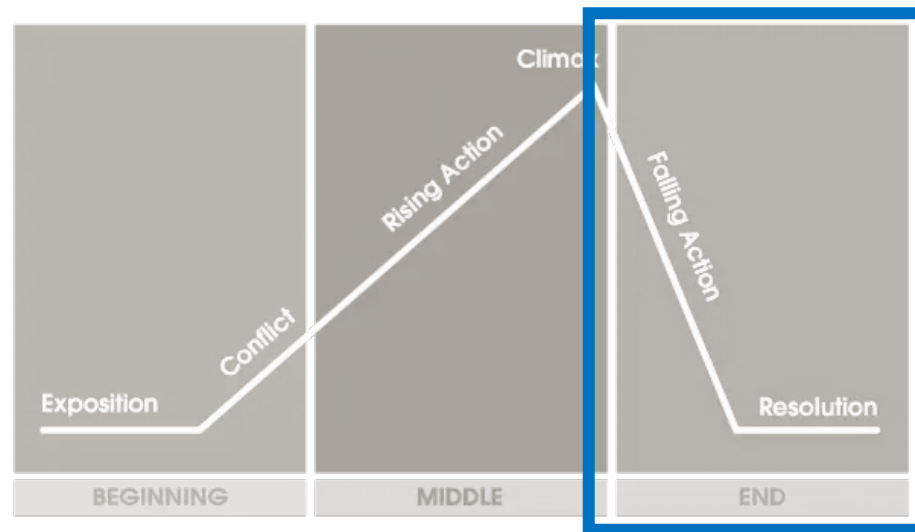 Climax
Rising Action
Falling Action
Conflict
Exposition
Resolution
BEGINNING
MIDDLE
END